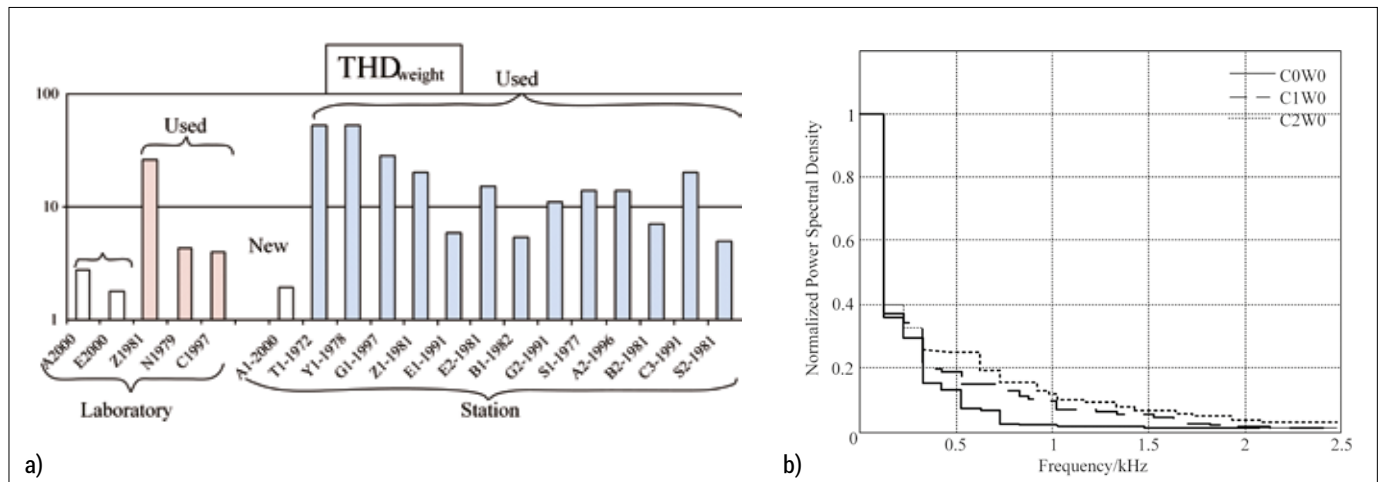 THDweight
Used
100
Used
10
New
1
A2000
E2000
Z1981
N1979
C1997
A1-2000
T1-1972
Y1-1978
G1-1997
Z1-1981
E1-1991
E2-1981
B1-1982
G2-1991
S1-1977
A2-1996
B2-1981
C3-1991
S2-1981
Laboratory
Station
a)
C0W0
C1W0
C2W0
Normalized Power Spectral Density
1
0.8
0.6
0.4
0.2
0
0.5
1
1.5
2
2.5
Frequency/kHz
b)